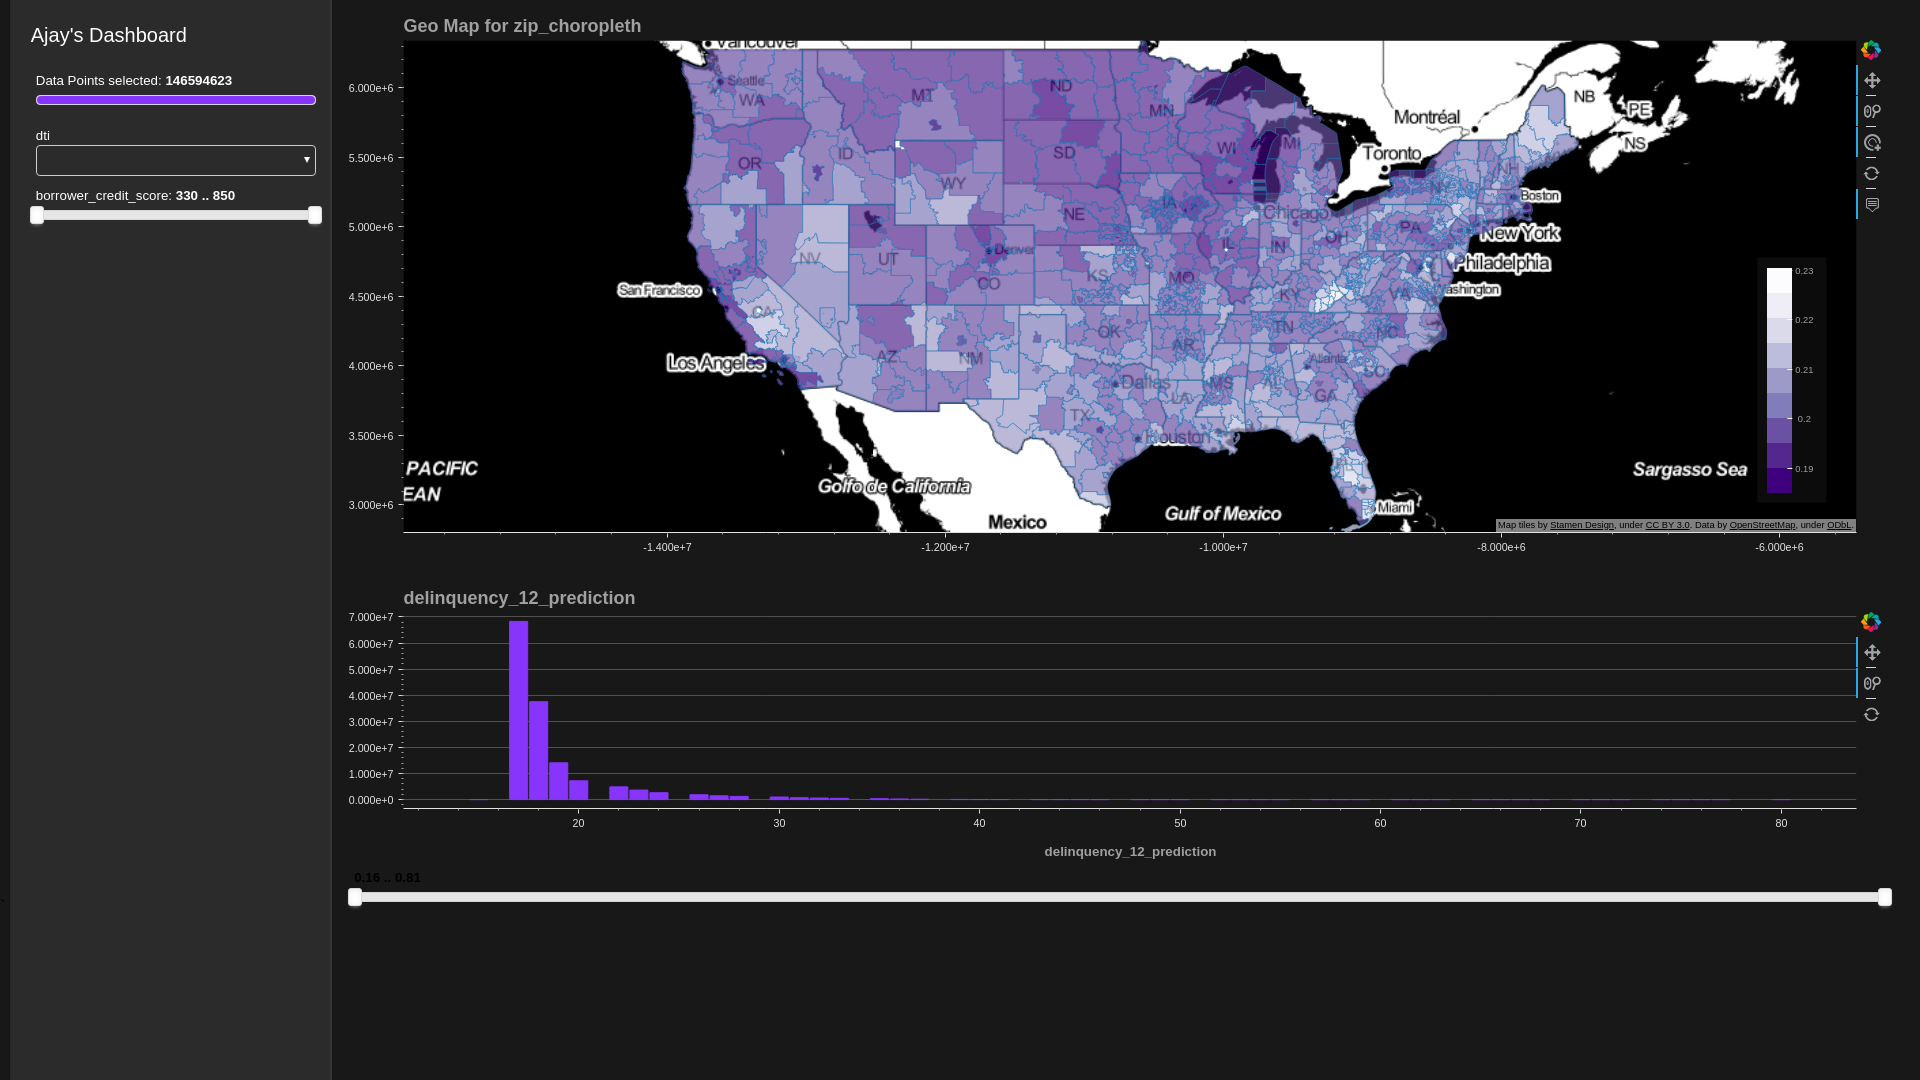 Ajay's Dashboard
Data Points selected: 146594623
dti
borrower_credit_score: 330 .. 850
Geo Map for zip_choropleth
6.000e+6
5.500e+6
5.000e+6
4.500e+6
4.000e+6
3.500e+6
3.000e+6
-1.400e+7
-1.200e+7
-1.000e+7
-8.000e+6
-6.000e+6
Vancouver
Seattle
WA
MT
ND
MN
OR
ID
SD
WI
MI
WY
NE
IA
Chicago
NV
UT
Denver
CO
KS
MO
IL
IN
OH
PA
NH
NB
PE
NS
Montréal
Toronto
Boston
New York
Philadelphia
ashington
San Francisco
CA
Los Angeles
AZ
NM
OK
AR
KY
VA
TN
NC
Atlanta
SC
Dallas
MS
AL
GA
LA
TX
Houston
FL
Miami
PACIFIC
EAN
Golfo de California
Mexico
Gulf of Mexico
Sargasso Sea
0.23
0.22
0.21
0.2
0.19
Map tiles by Stamen Design, under CC BY 3.0. Data by OpenStreetMap, under ODbL.
delinquency_12_prediction
7.000e+7
6.000e+7
5.000e+7
4.000e+7
3.000e+7
2.000e+7
1.000e+7
0.000e+0
20
30
40
50
60
70
80
delinquency_12_prediction
0.16 .. 0.81